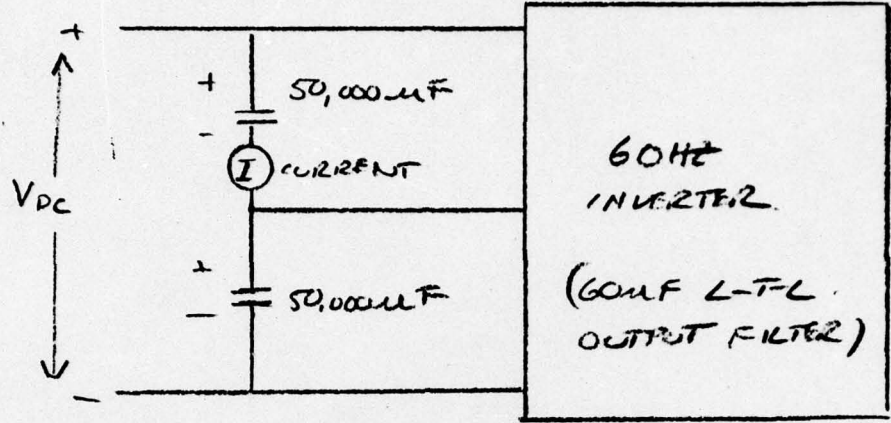 +
+
50,000µF
-
I CURRENT
VDC
+
50,000µF
-
-
60HZ
INVERTER
(60µF L-T-L
OUTPUT FILTER)